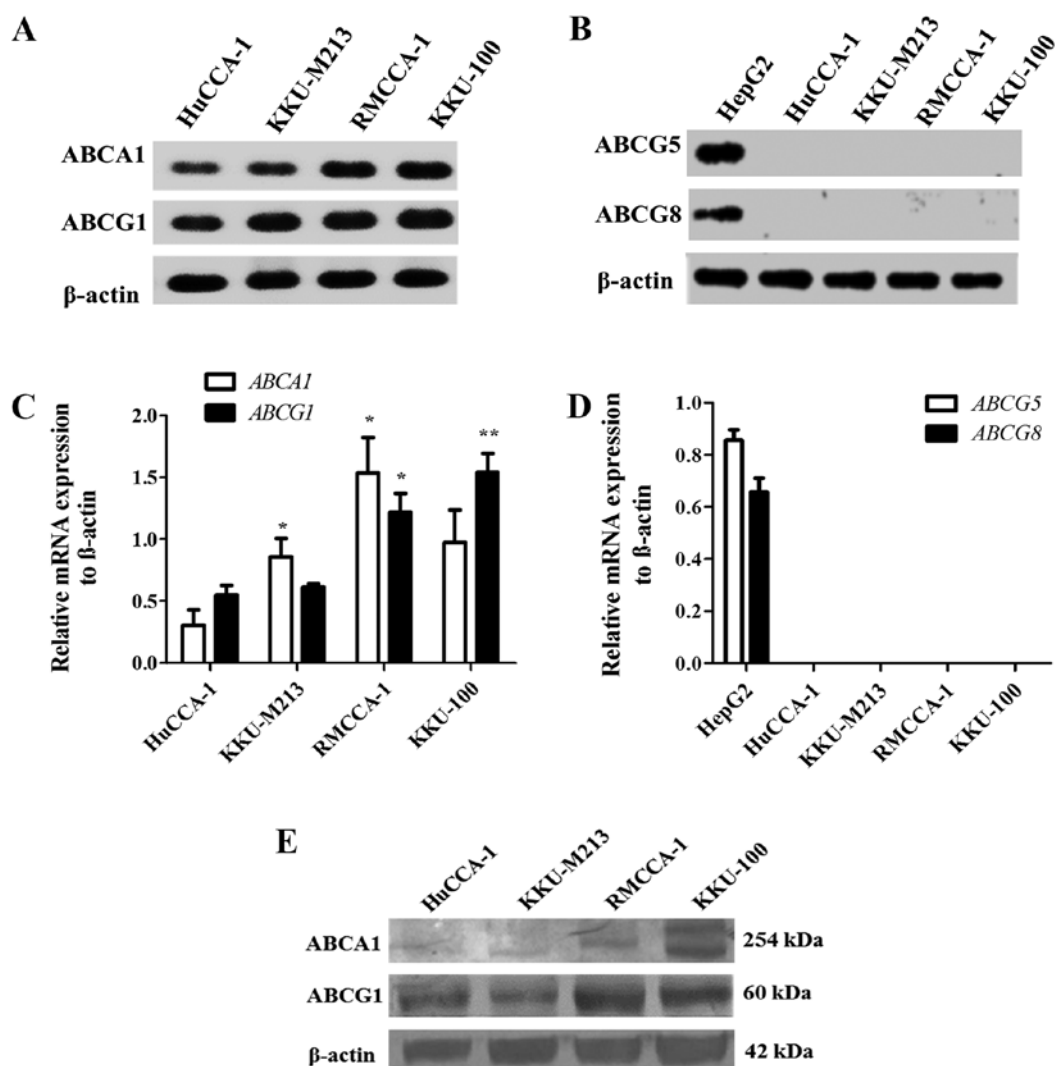 A
HuCCA-1
KKU-M213
RMCCA-1
KKU-100
ABCA1
ABCG1
β-actin
B
HepG2
HuCCA-1
KKU-M213
RMCCA-1
KKU-100
ABCG5
ABCG8
β-actin
C
ABCA1
ABCG1
Relative mRNA expression
to ß-actin
2.0
1.5
1.0
0.5
0.0
*
*
*
**
HuCCA-1
KKU-M213
RMCCA-1
KKU-100
D
ABCG5
ABCG8
Relative mRNA expression
to ß-actin
1.0
0.8
0.6
0.4
0.2
0.0
HepG2
HuCCA-1
KKU-M213
RMCCA-1
KKU-100
E
HuCCA-1
KKU-M213
RMCCA-1
KKU-100
ABCA1 254 kDa
ABCG1 60 kDa
β-actin 42 kDa